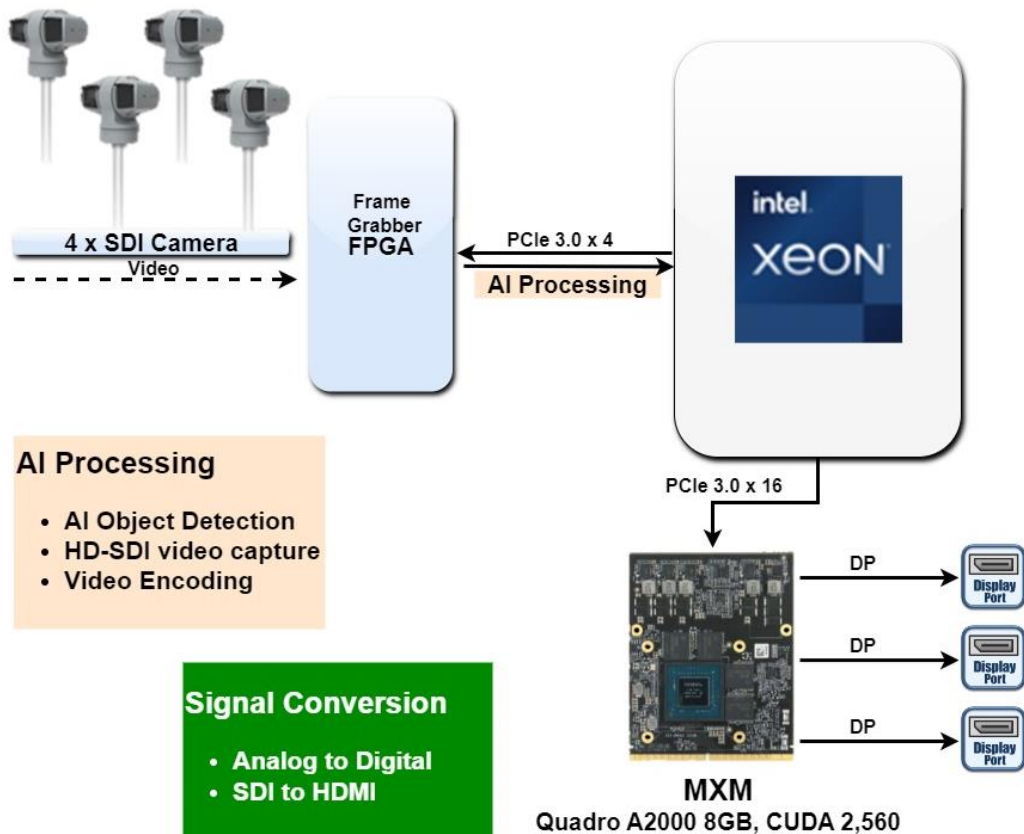 4 x SDI Camera
Video
Frame
Grabber
FPGA
PCIe 3.0 x 4
AI Processing
intel.
xeon
AI Processing
• AI Object Detection
• HD-SDI video capture
• Video Encoding
PCIe 3.0 x 16
DP
Display
Port
DP
Display
Port
DP
Display
Port
Signal Conversion
• Analog to Digital
• SDI to HDMI
MXM
Quadro A2000 8GB, CUDA 2,560